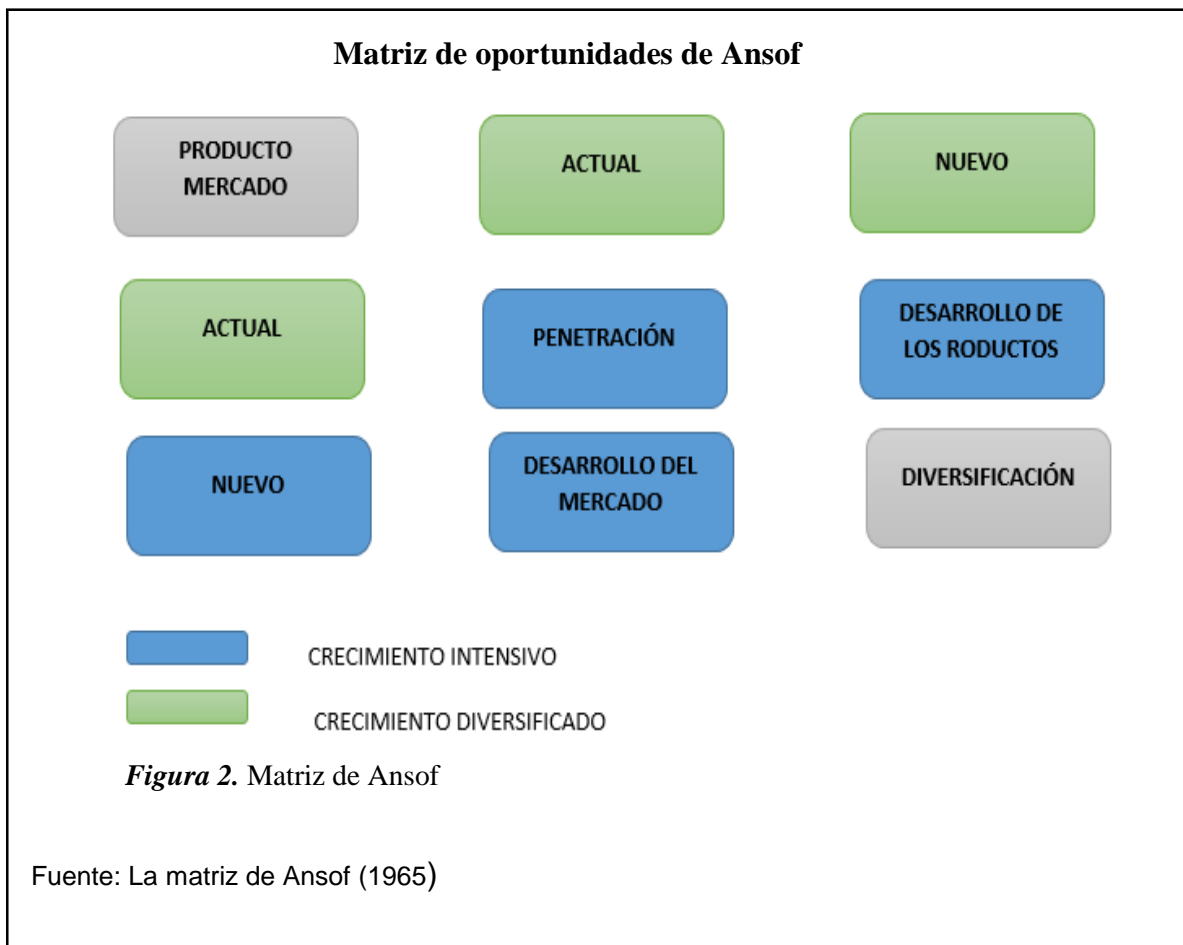 Matriz de oportunidades de Ansof
PRODUCTO
MERCADO
ACTUAL
NUEVO
ACTUAL
PENETRACIÓN
DESARROLLO DE
LOS RODUCTOS
NUEVO
DESARROLLO DEL
MERCADO
DIVERSIFICACIÓN
CRECIMIENTO INTENSIVO
CRECIMIENTO DIVERSIFICADO
Figura 2. Matriz de Ansof
Fuente: La matriz de Ansof (1965)